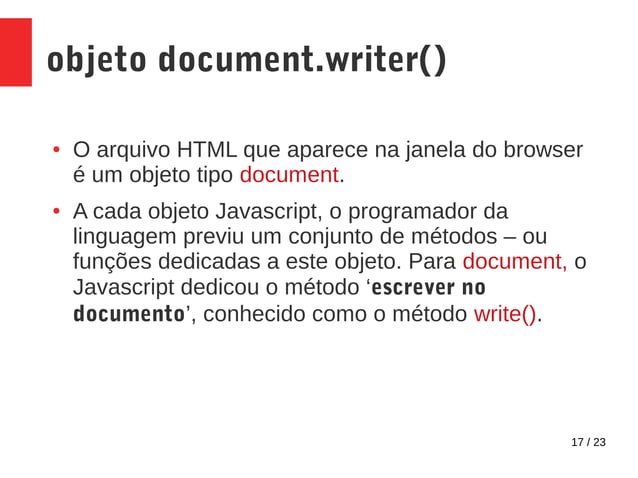 objeto document.writer()
• O arquivo HTML que aparece na janela do browser
é um objeto tipo document.
• A cada objeto Javascript, o programador da
linguagem previu um conjunto de métodos – ou
funções dedicadas a este objeto. Para document, o
Javascript dedicou o método ‘escrever no
documento’, conhecido como o método write().
17 / 23